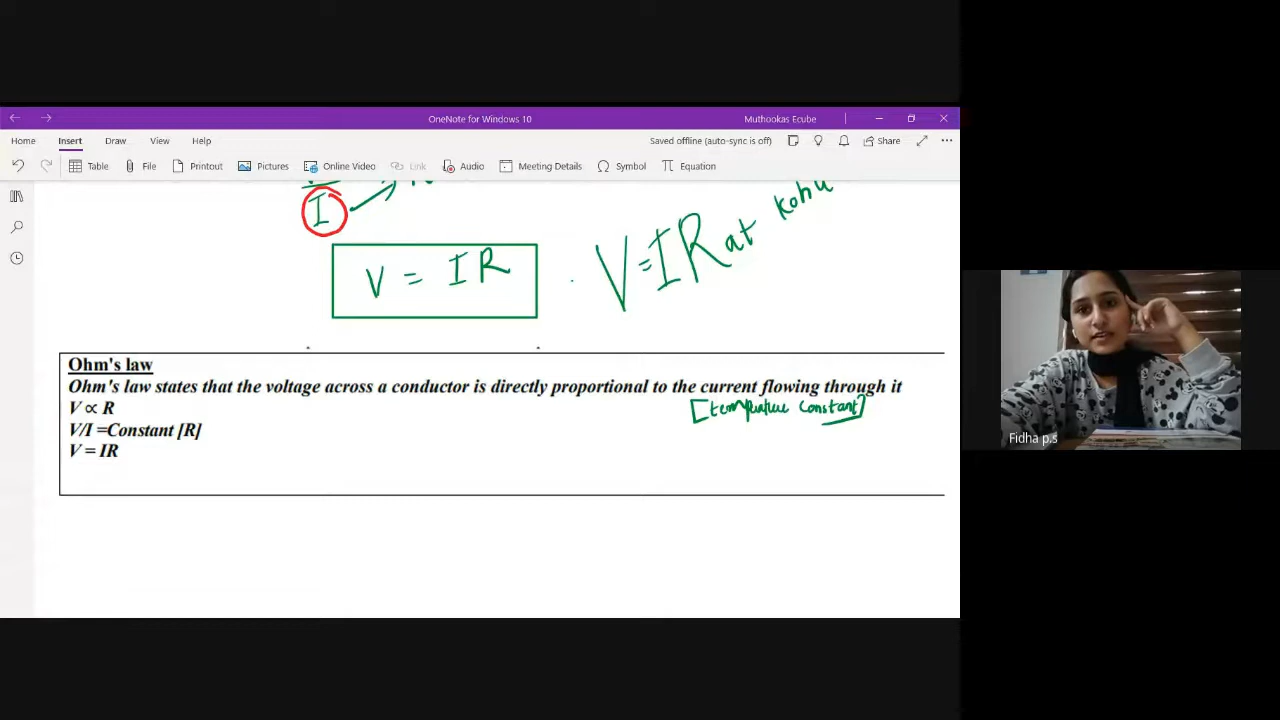 OneNote for Windows 10
Muthookas Ecube
Home Insert Draw View Help
Saved offline (auto-sync is off)
Share
Table File Printout Pictures Online Video Link Audio Meeting Details Symbol Equation
I
V = IR
V=IR at
Ohm's law
Ohm's law states that the voltage across a conductor is directly proportional to the current flowing through it
[temperature constant]
V ∝ R
V/I =Constant [R]
V = IR
Fidha p.s